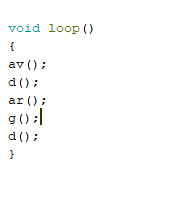 void loop()
{
av();
d();
ar();
g();
d();
}